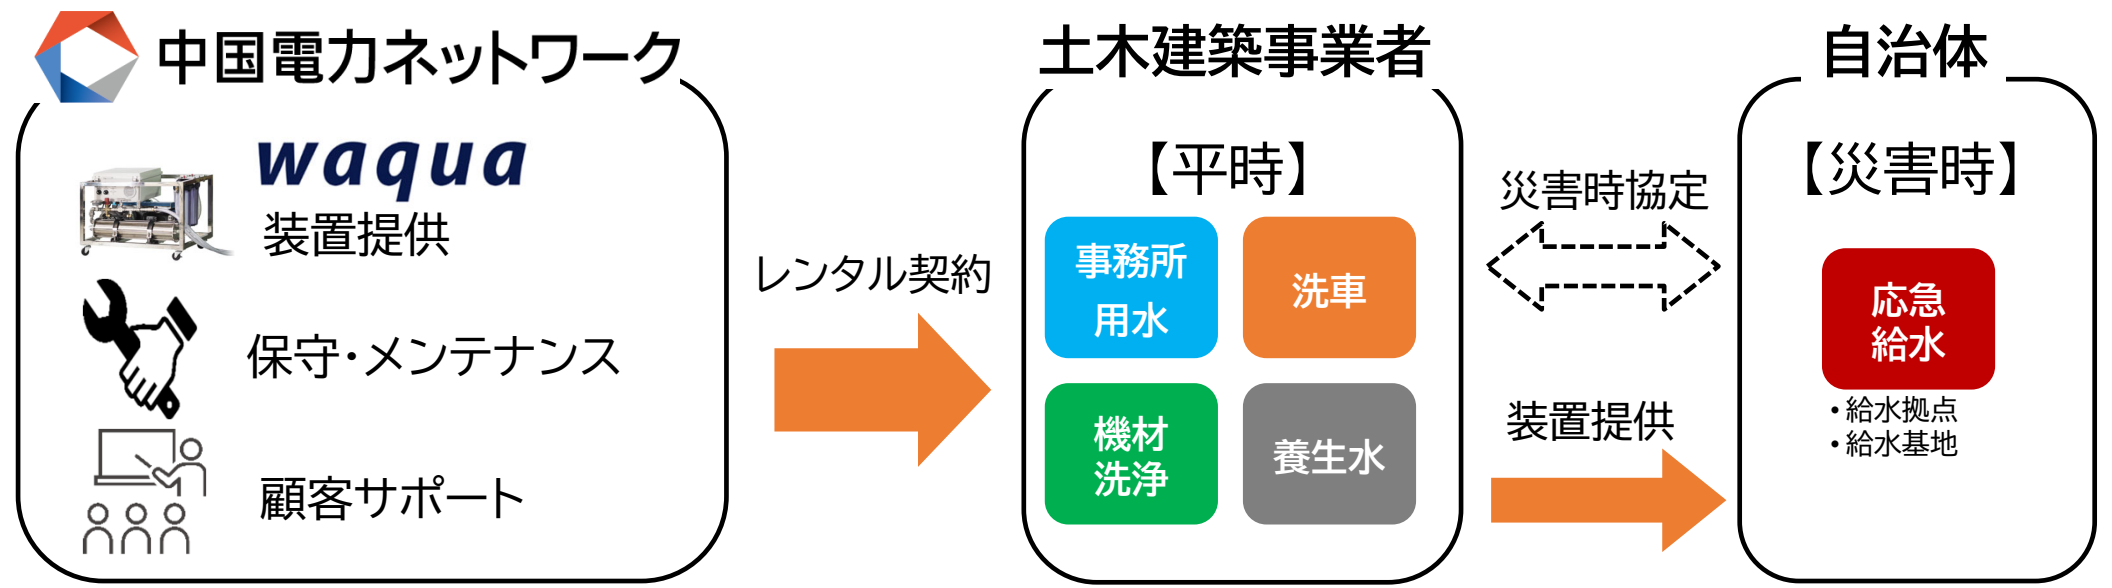 中国電力ネットワーク
waqua
装置提供
保守・メンテナンス
顧客サポート
レンタル契約
土木建築事業者
【平時】
事務所
用水
洗車
機材
洗浄
養生水
災害時協定
装置提供
自治体
【災害時】
応急
給水
・給水拠点
・給水基地